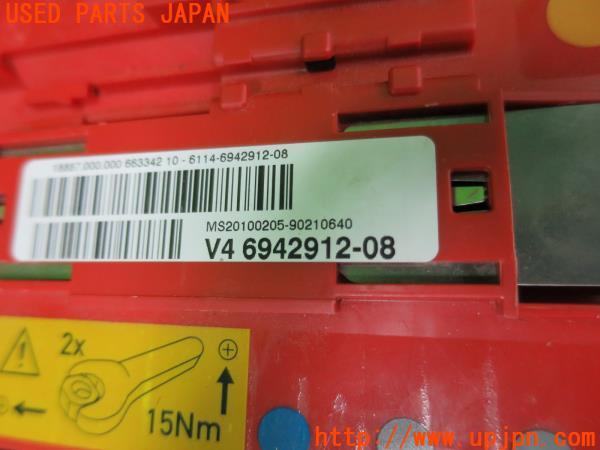 USED PARTS JAPAN
18857.000.000 663342 10 - 6114-6942912-08
MS20100205-90210640
V4 6942912-08
2x
15Nm
http://www.upjpn.com